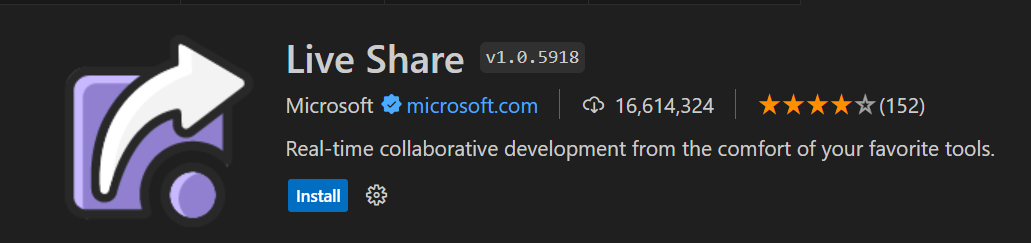 Live Share v1.0.5918
Microsoft microsoft.com 16,614,324 (152)
Real-time collaborative development from the comfort of your favorite tools.
Install